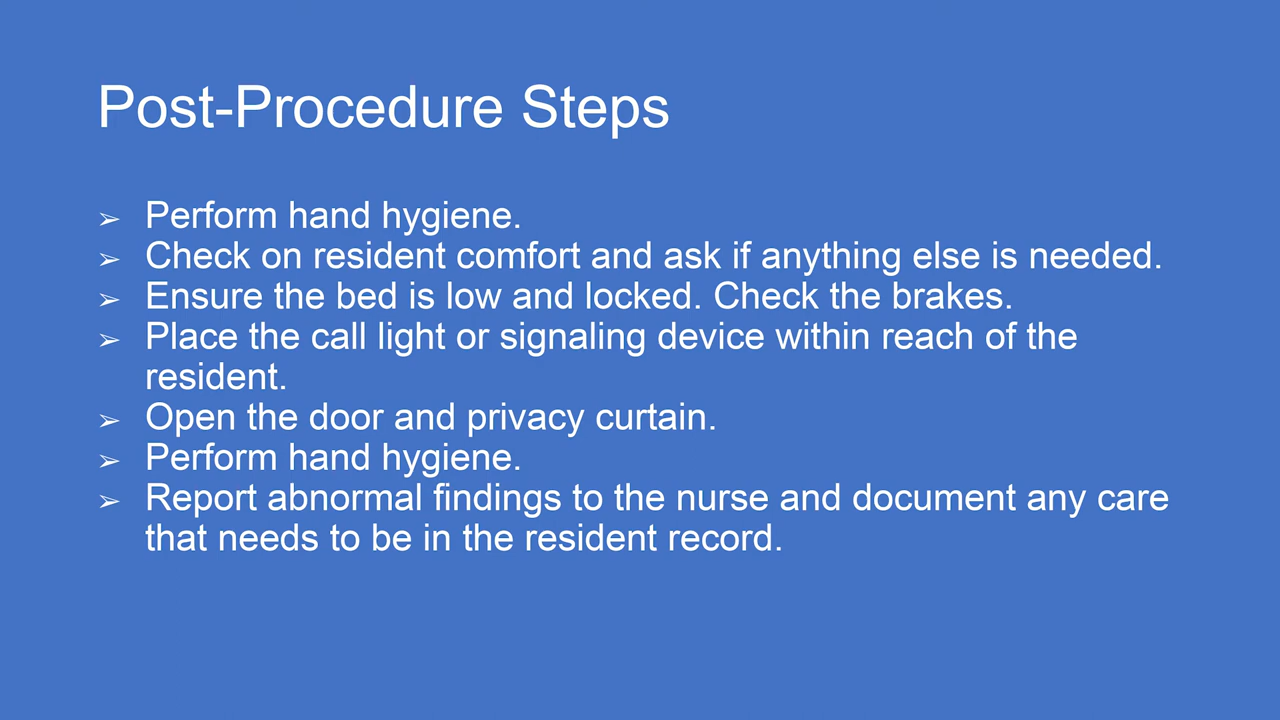 Post-Procedure Steps
➢ Perform hand hygiene.
➢ Check on resident comfort and ask if anything else is needed.
➢ Ensure the bed is low and locked. Check the brakes.
➢ Place the call light or signaling device within reach of the
resident.
➢ Open the door and privacy curtain.
➢ Perform hand hygiene.
➢ Report abnormal findings to the nurse and document any care
that needs to be in the resident record.